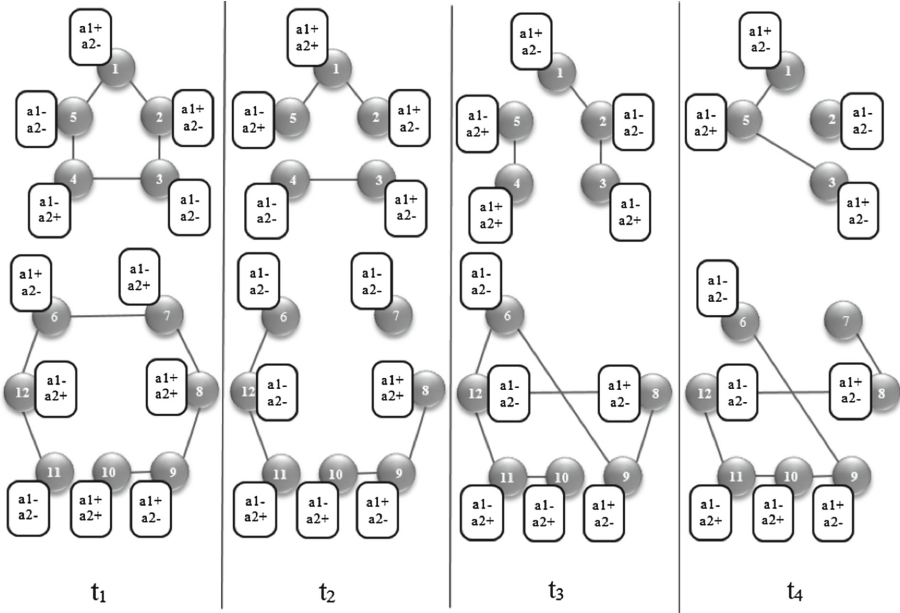 a1+
a2-
1
a1-
a2-
5
2
a1+
a2-
4
3
a1-
a2+
a1-
a2-
a1+
a2-
6
a1-
a2+
7
12
a1-
a2+
a1+
a2+
8
11
10
9
a1-
a2-
a1+
a2+
a1+
a2-
t1
a1+
a2+
1
a1-
a2+
5
2
a1+
a2-
4
3
a1-
a2-
a1+
a2-
a1-
a2-
6
a1-
a2-
7
12
a1-
a2-
a1+
a2+
8
11
10
9
a1-
a2+
a1-
a2+
a1+
a2-
t2
a1+
a2-
1
a1-
a2+
5
2
a1-
a2-
4
3
a1+
a2+
a1-
a2+
a1-
a2-
6
12
a1-
a2-
a1+
a2-
8
11
10
9
a1-
a2+
a1-
a2+
a1+
a2-
t3
a1+
a2-
1
a1-
a2+
5
2
a1-
a2-
3
a1+
a2-
a1-
a2-
6
7
12
a1-
a2-
a1+
a2-
8
11
10
9
a1-
a2+
a1-
a2+
a1+
a2-
t4